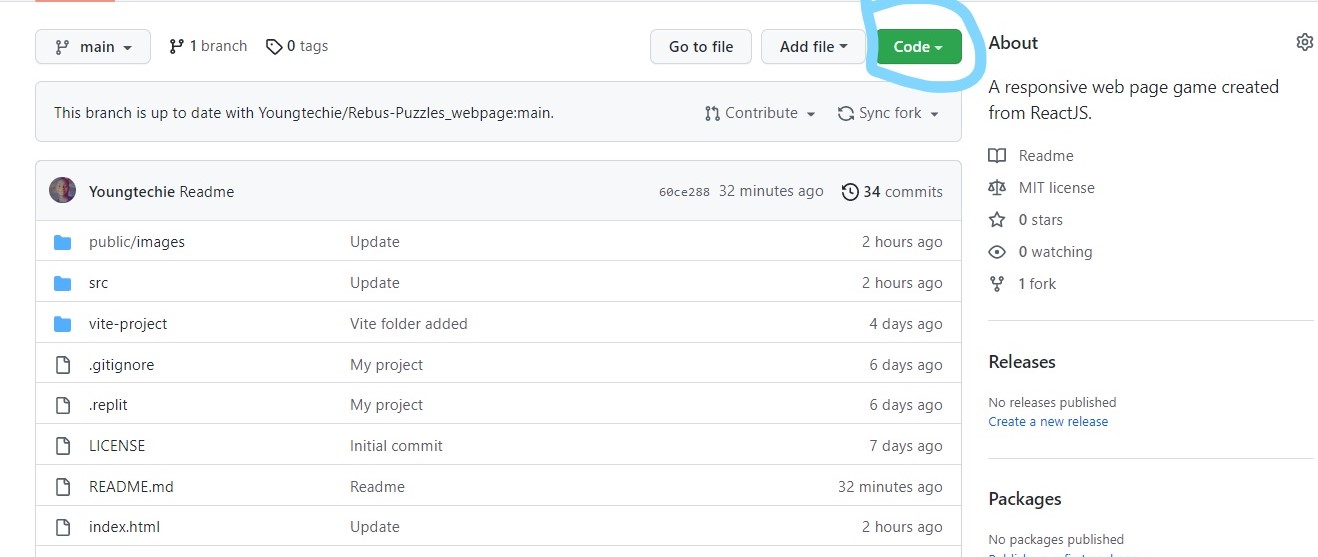 main 1 branch 0 tags Go to file Add file Code
This branch is up to date with Youngtechie/Rebus-Puzzles_webpage:main. Contribute Sync fork
Youngtechie Readme 60ce288 32 minutes ago 34 commits
public/images Update 2 hours ago
src Update 2 hours ago
vite-project Vite folder added 4 days ago
.gitignore My project 6 days ago
.replit My project 6 days ago
LICENSE Initial commit 7 days ago
README.md Readme 32 minutes ago
index.html Update 2 hours ago
About
A responsive web page game created
from ReactJS.
Readme
MIT license
0 stars
0 watching
1 fork
Releases
No releases published
Create a new release
Packages
No packages published